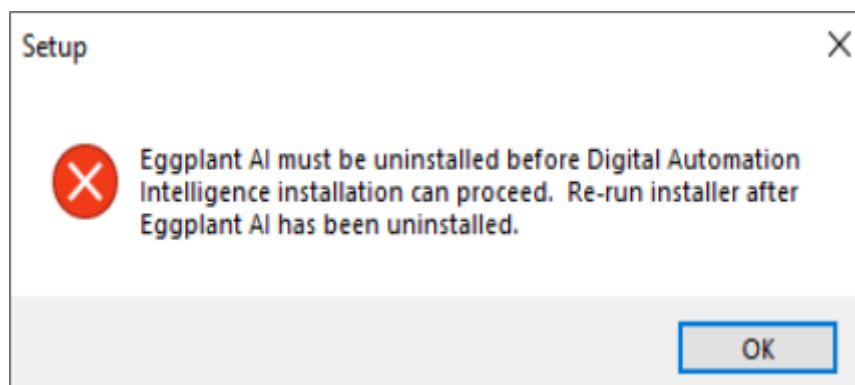 Setup
Eggplant AI must be uninstalled before Digital Automation
Intelligence installation can proceed.  Re-run installer after
Eggplant AI has been uninstalled.
OK